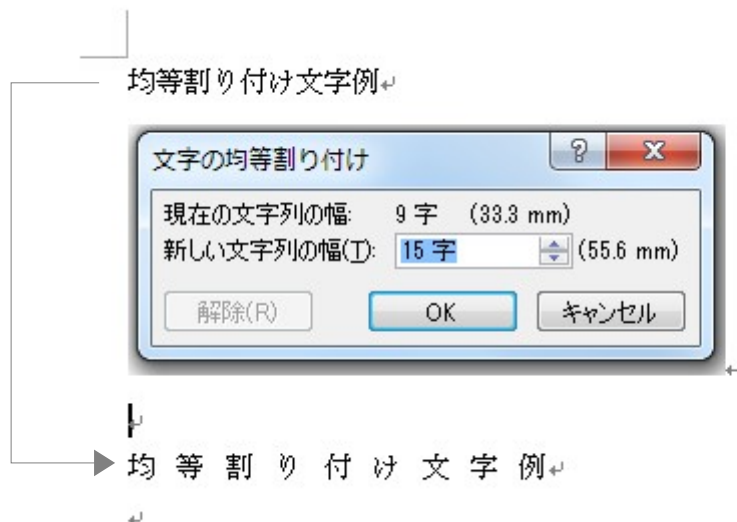 均等割り付け文字例
文字の均等割り付け
現在の文字列の幅: 9 字 (33.3 mm)
新しい文字列の幅(T): 15 字 (55.6 mm)
解除(R) OK キャンセル
均 等 割 り 付 け 文 字 例